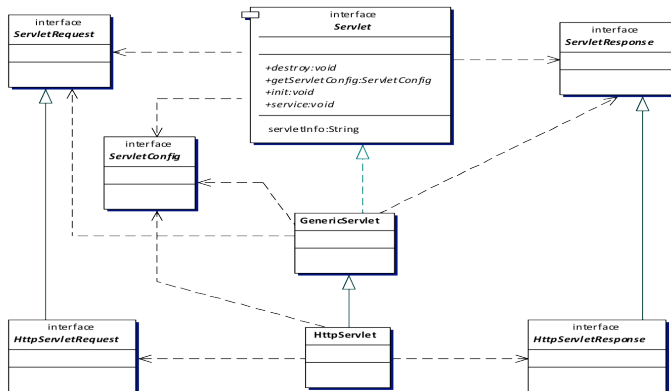 interface
ServletRequest
interface
Servlet
+destroy:void
+getServletConfig:ServletConfig
+init:void
+service:void
servletInfo:String
interface
ServletResponse
interface
ServletConfig
GenericServlet
interface
HttpServletRequest
HttpServlet
interface
HttpServletResponse